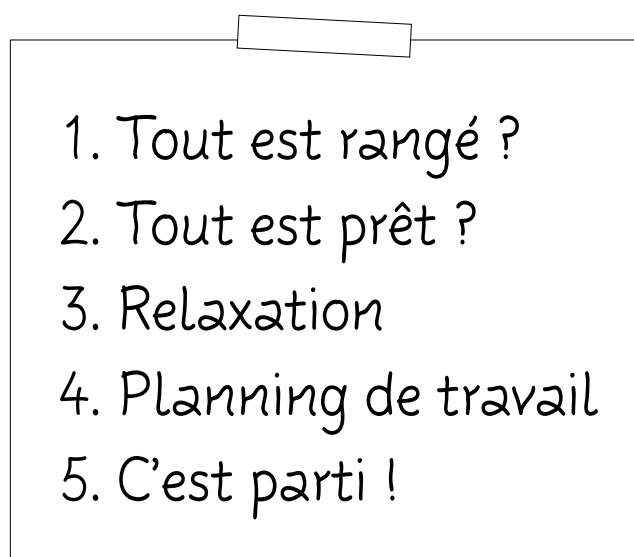 1. Tout est rangé ?
2. Tout est prêt ?
3. Relaxation
4. Planning de travail
5. C’est parti !